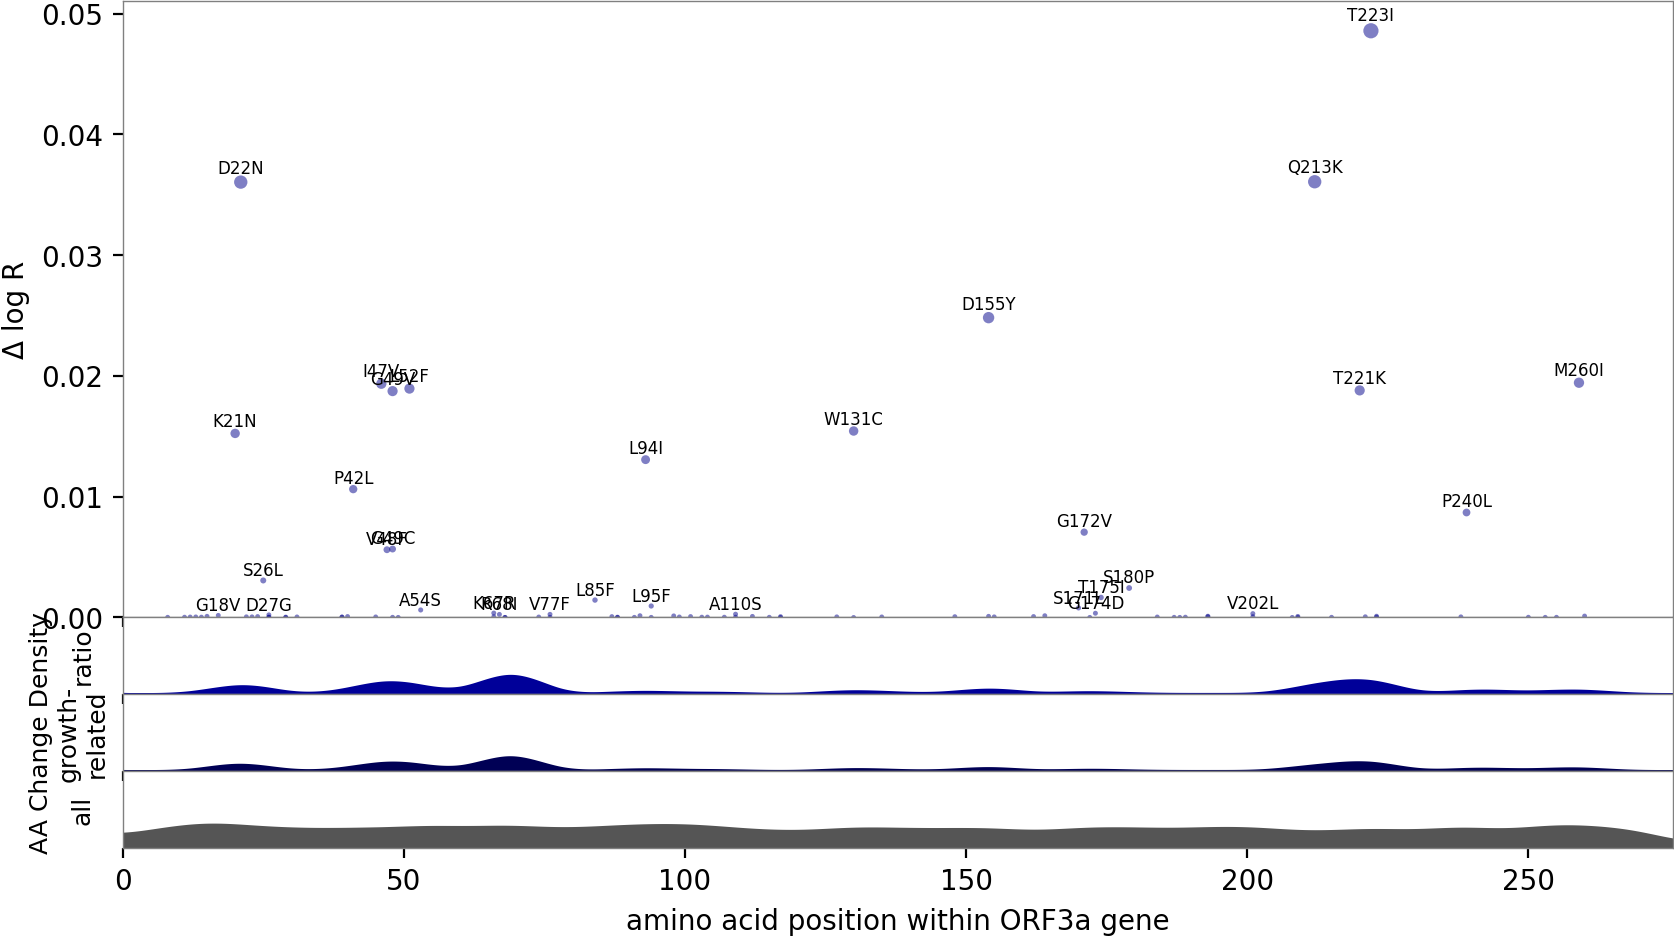 0.05
T223I
0.04
D22N
Q213K
0.03
Δ log R
D155Y
0.02
I47V
G49V
L52F
T221K
M260I
K21N
W131C
L94I
P42L
0.01
P240L
G172V
V48F
G49C
S26L
S180P
T175I
L85F
L95F
S171L
G174D
A54S
G18V
D27G
K67R
V77F
A110S
V202L
0.00
AA Change Density
ratio
growth-
related
all
0
50
100
150
200
250
amino acid position within ORF3a gene